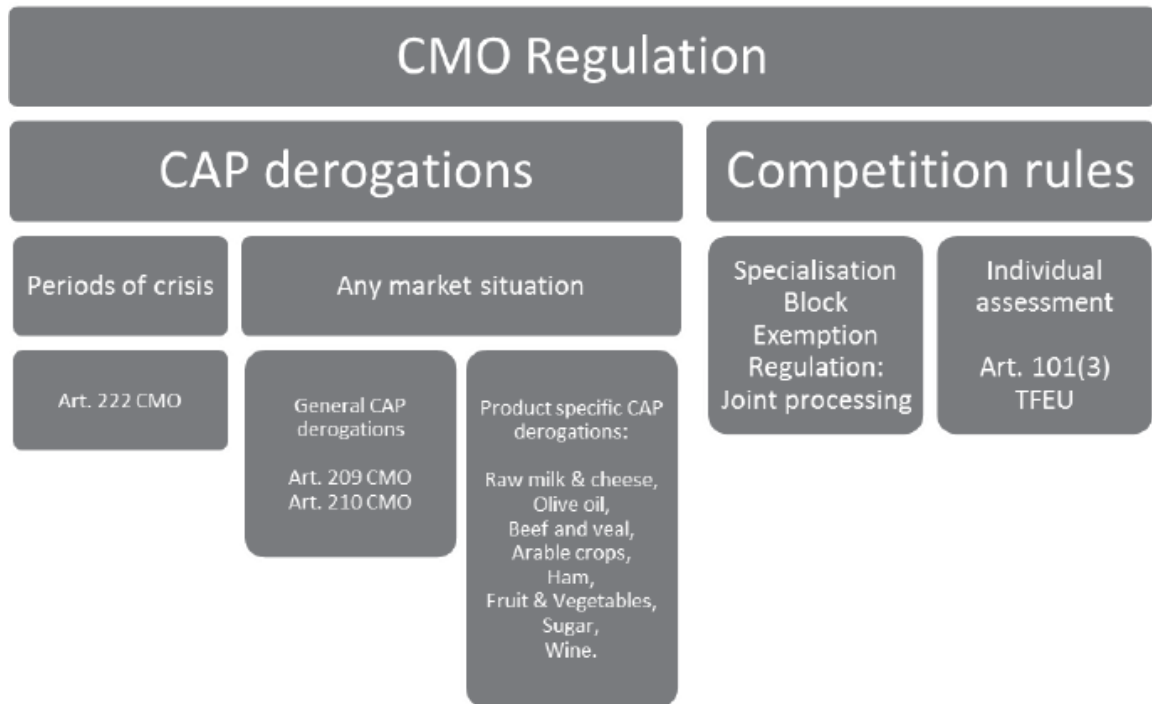 CMO Regulation
CAP derogations
Competition rules
Periods of crisis
Any market situation
Specialisation
Block
Exemption
Regulation:
Joint processing
Individual
assessment
Art. 101(3)
TFEU
Art. 222 CMO
General CAP
derogations
Art. 209 CMO
Art. 210 CMO
Product specific CAP
derogations:
Raw milk & cheese,
Olive oil,
Beef and veal,
Arable crops,
Ham,
Fruit & Vegetables,
Sugar,
Wine.